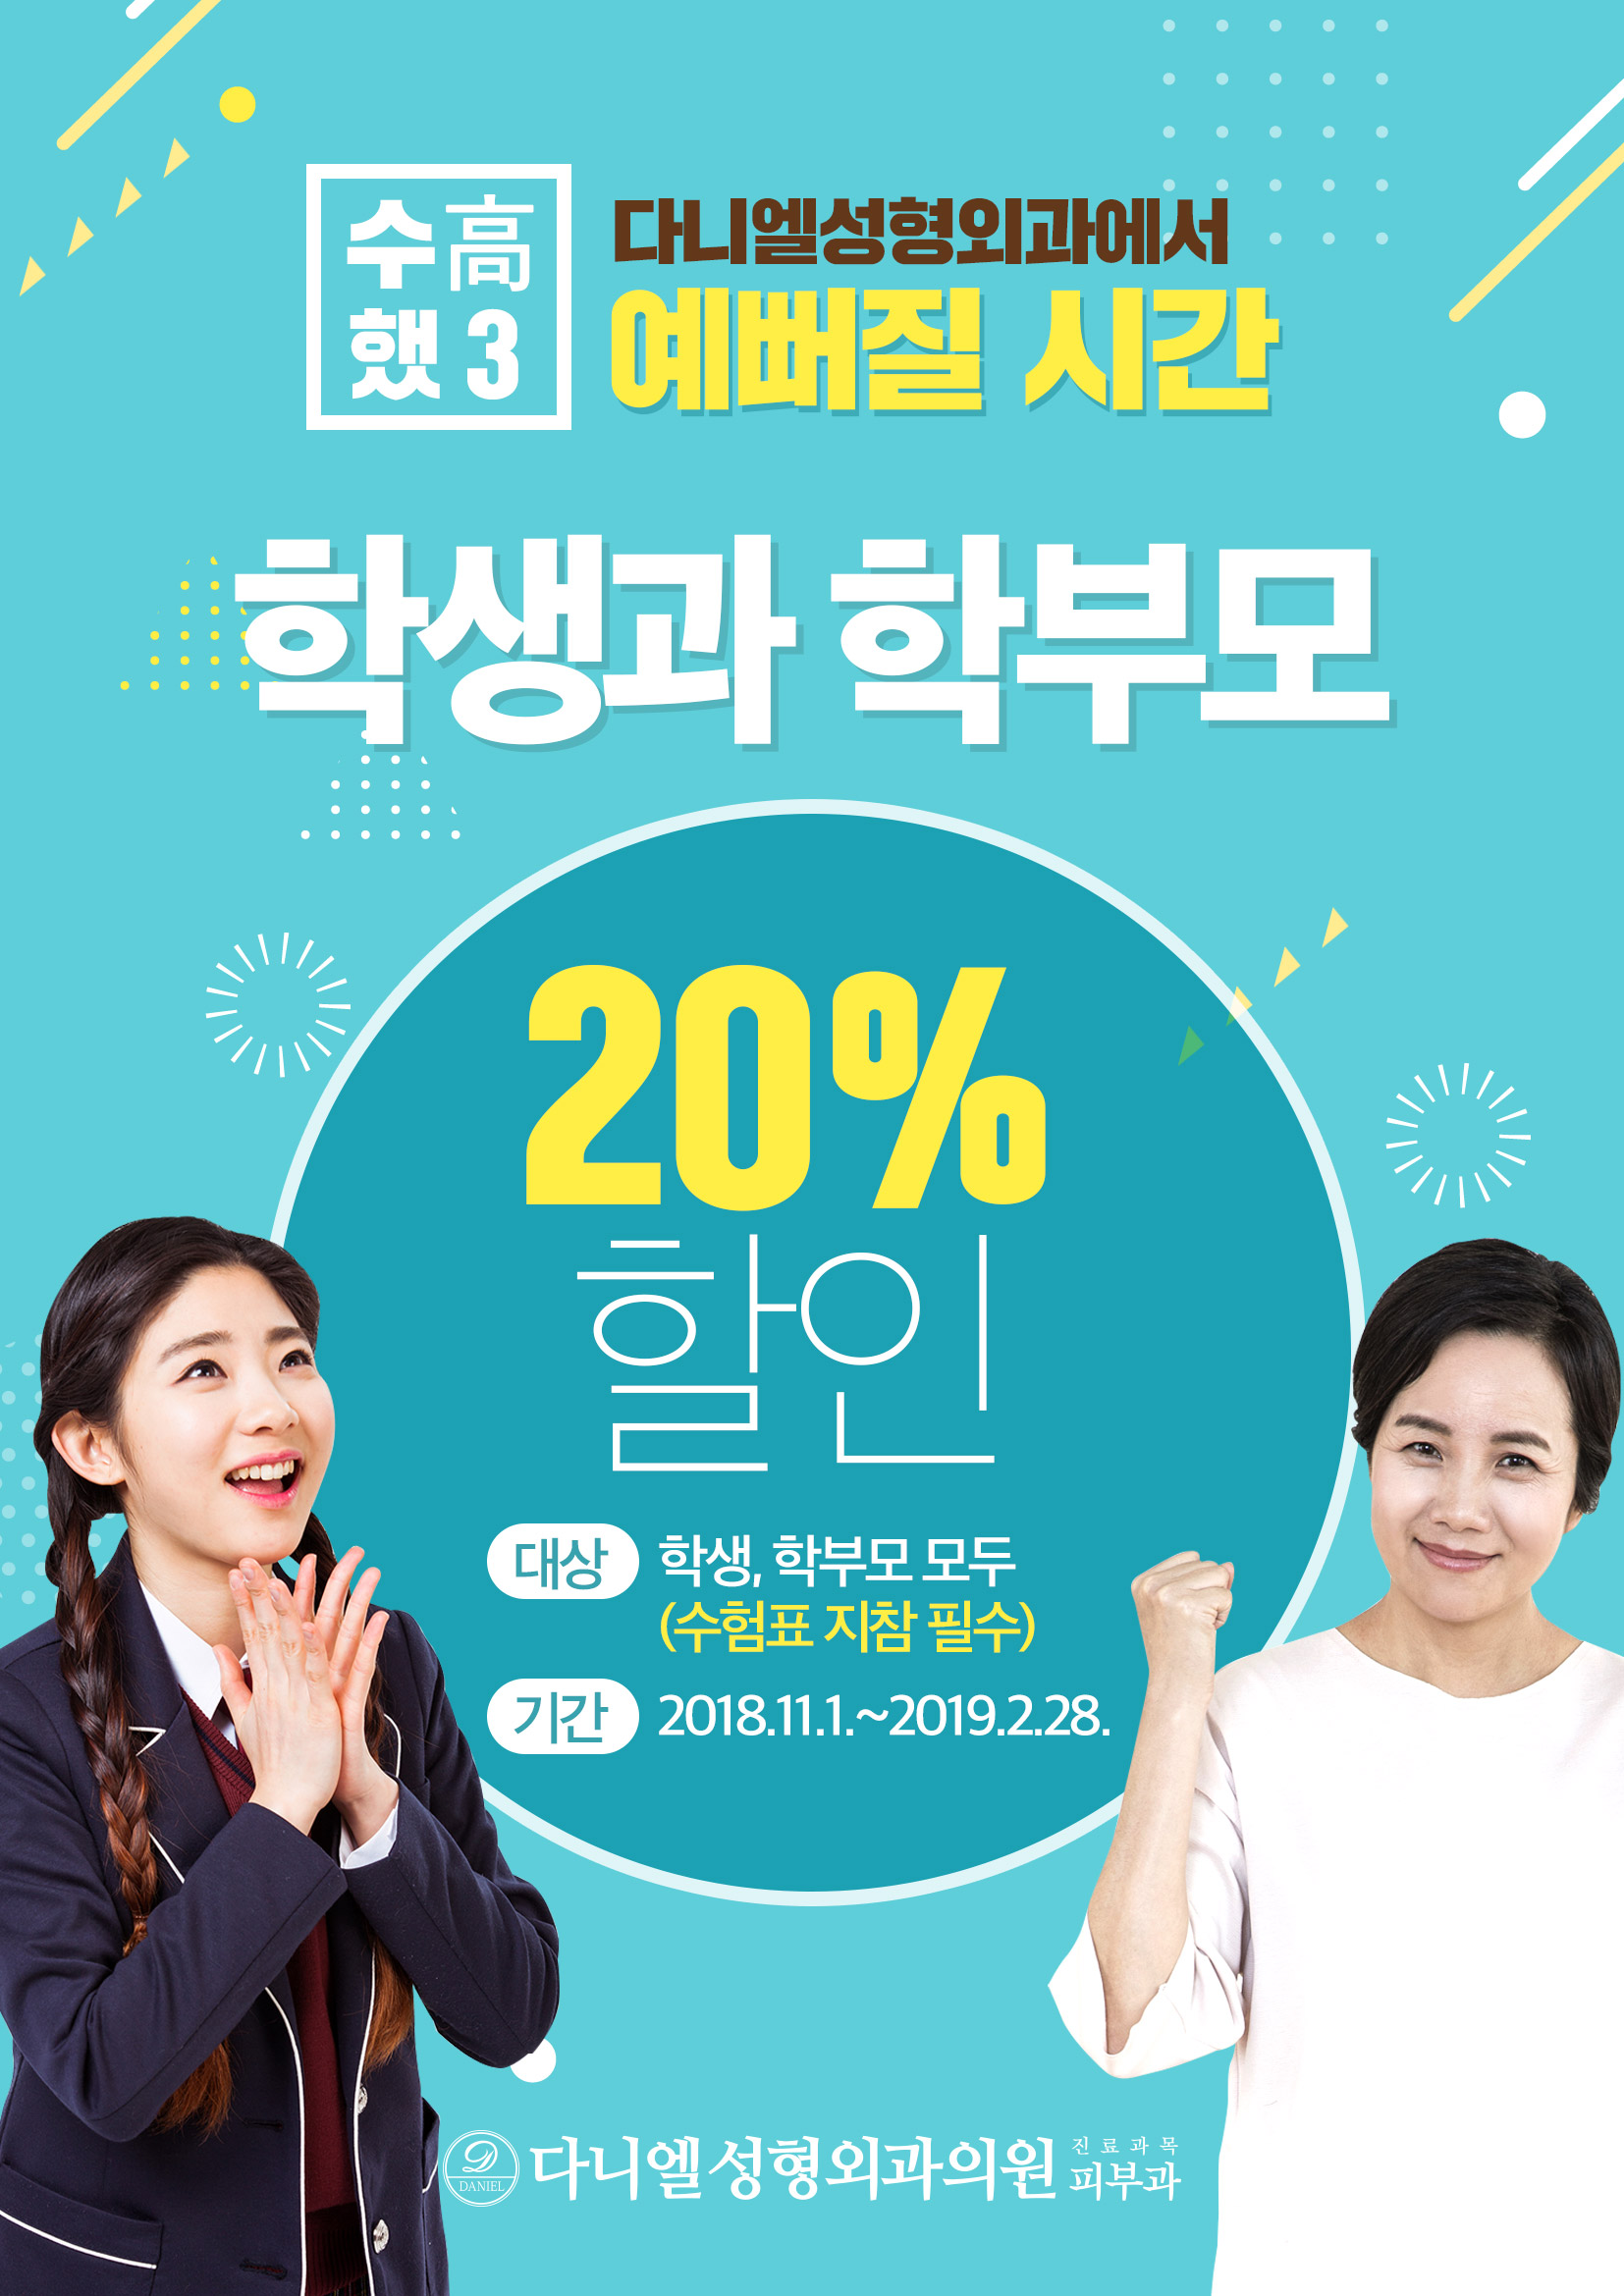 수高
했3
다니엘성형외과에서
예뻐질 시간
학생과 학부모
20%
할인
대상 학생, 학부모 모두
(수험표 지참 필수)
기간 2018.11.1.~2019.2.28.
D
DANIEL
다니엘성형외과의원
진료과목
피부과